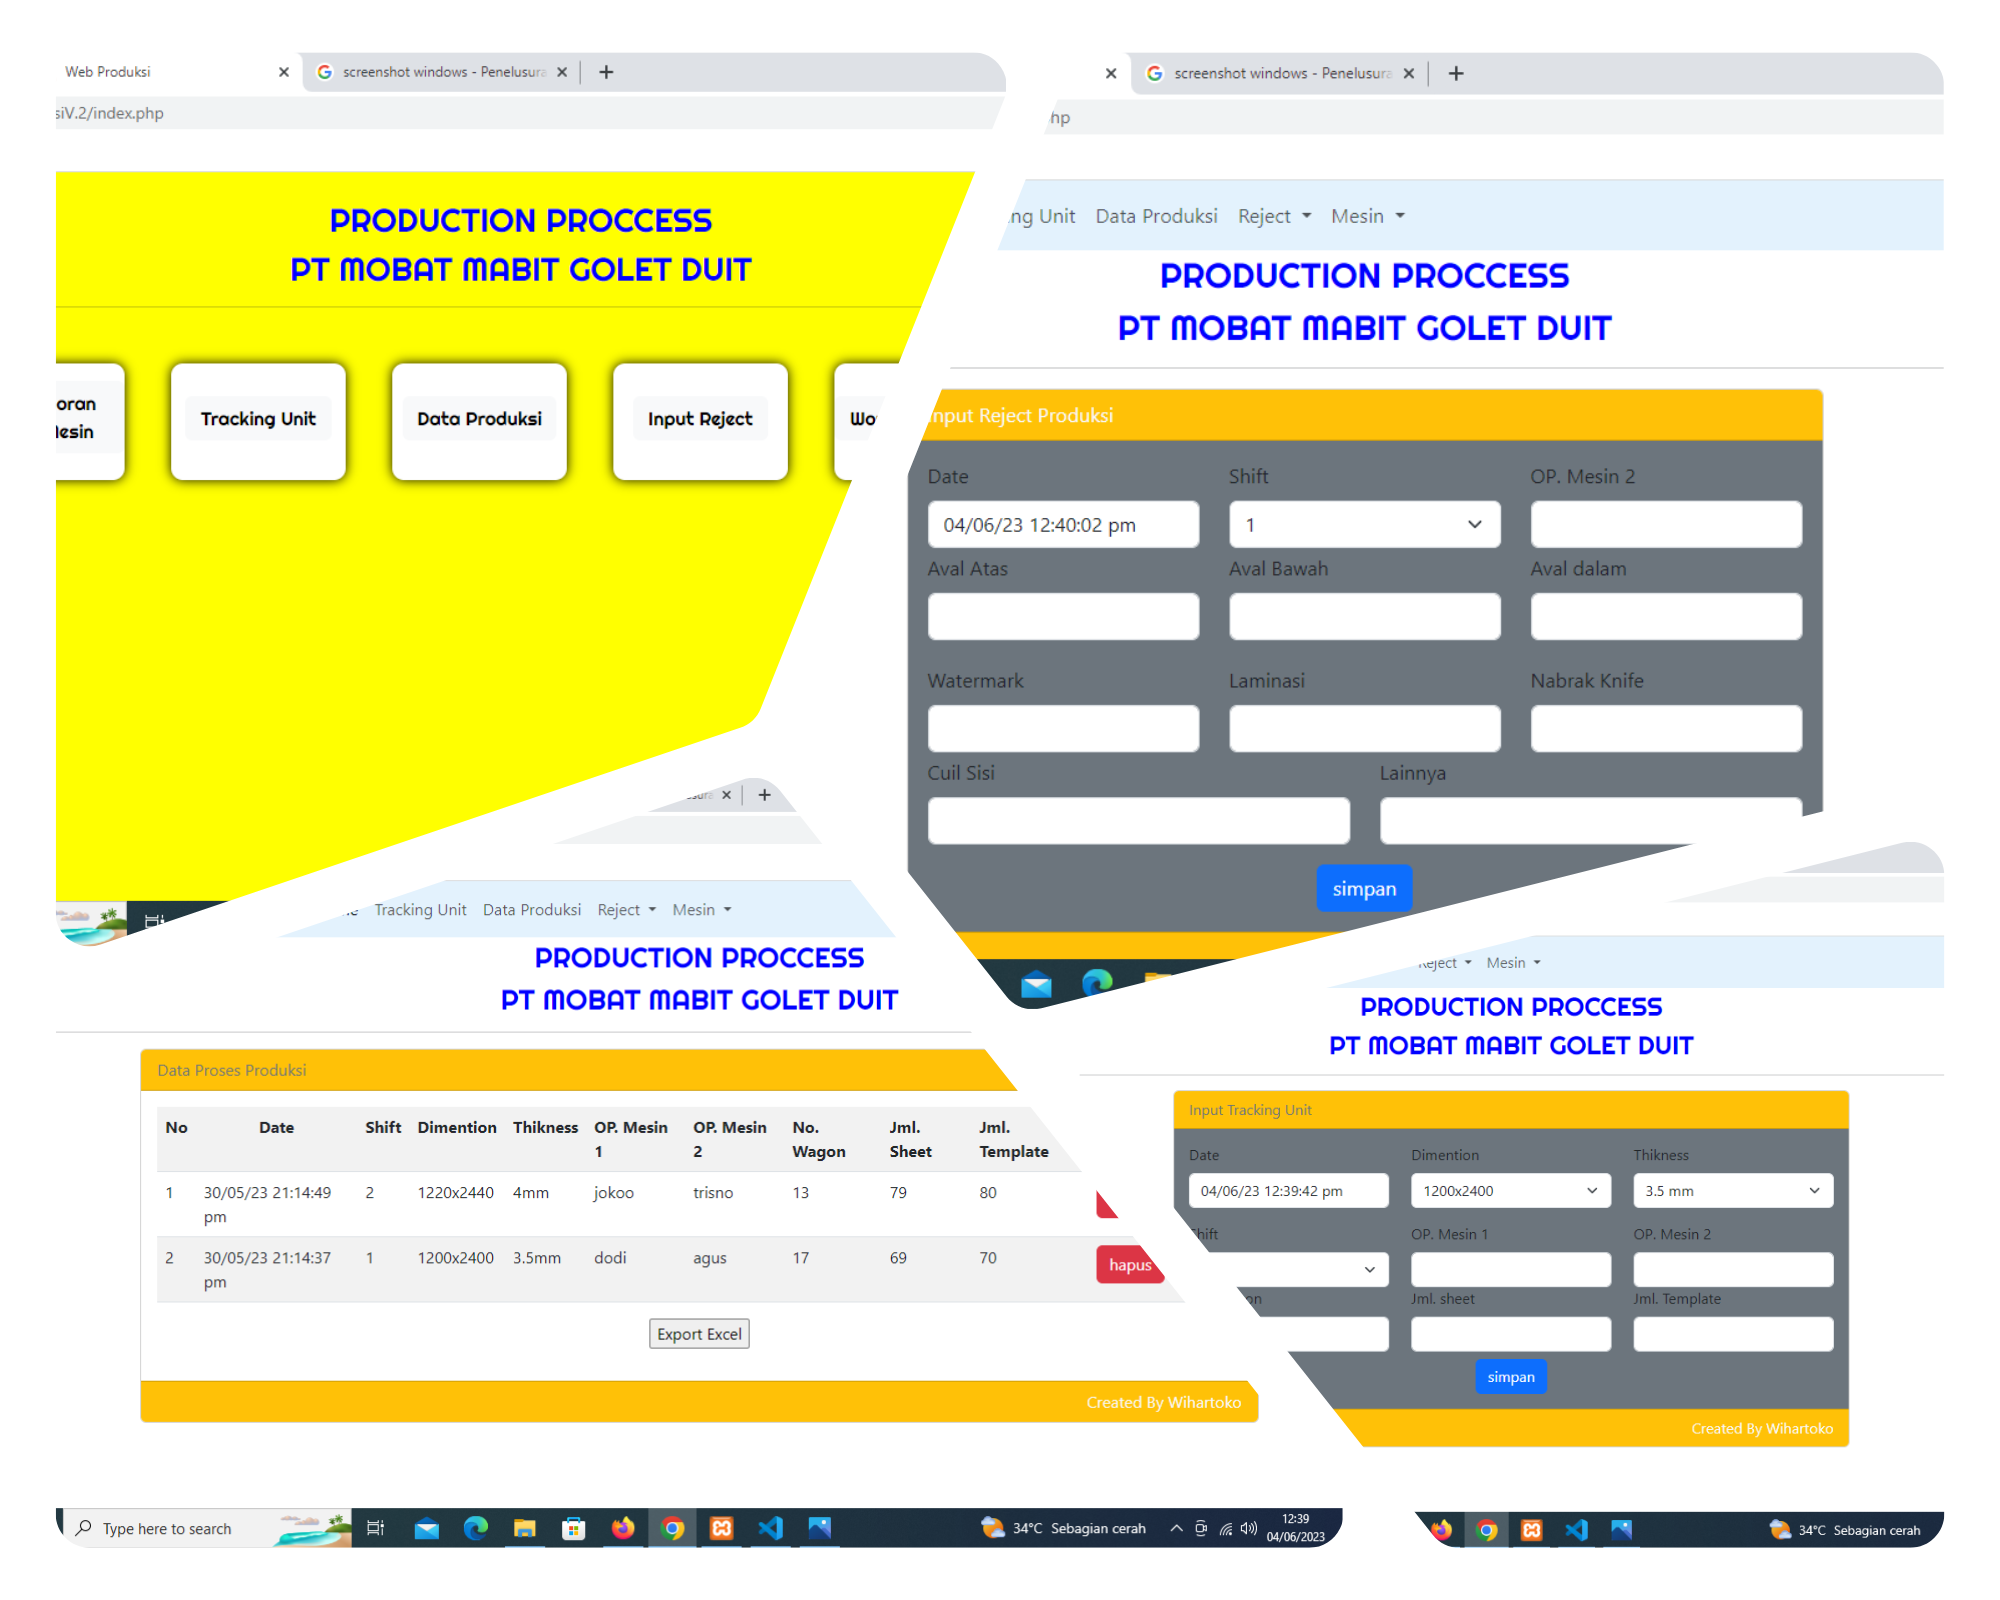 Web Produksi
screenshot windows - Penelusura
siV.2/index.php
PRODUCTION PROCCESS
PT MOBAT MABIT GOLET DUIT
oran
Tracking Unit
Data Produksi
Input Reject
Wo
screenshot windows - Penelusura
hp
ng Unit Data Produksi Reject Mesin
PRODUCTION PROCCESS
PT MOBAT MABIT GOLET DUIT
nput Reject Produksi
Date Shift OP. Mesin 2
04/06/23 12:40:02 pm 1
Aval Atas Aval Bawah Aval dalam
Watermark Laminasi Nabrak Knife
Cuil Sisi Lainnya
simpan
Tracking Unit Data Produksi Reject Mesin
PRODUCTION PROCCESS
PT MOBAT MABIT GOLET DUIT
Data Proses Produksi
No Date Shift Dimention Thikness OP. Mesin 1 OP. Mesin 2 No. Wagon Jml. Sheet Jml. Template
1 30/05/23 21:14:49 pm 2 1220x2440 4mm jokoo trisno 13 79 80
2 30/05/23 21:14:37 pm 1 1200x2400 3.5mm dodi agus 17 69 70 hapus
Export Excel
Created By Wihartoko
Type here to search
34°C Sebagian cerah
12:39
04/06/2023
Reject Mesin
PRODUCTION PROCCESS
PT MOBAT MABIT GOLET DUIT
Input Tracking Unit
Date Dimention Thikness
04/06/23 12:39:42 pm 1200x2400 3.5 mm
Shift OP. Mesin 1 OP. Mesin 2
on Jml. sheet Jml. Template
simpan
Created By Wihartoko
34°C Sebagian cerah